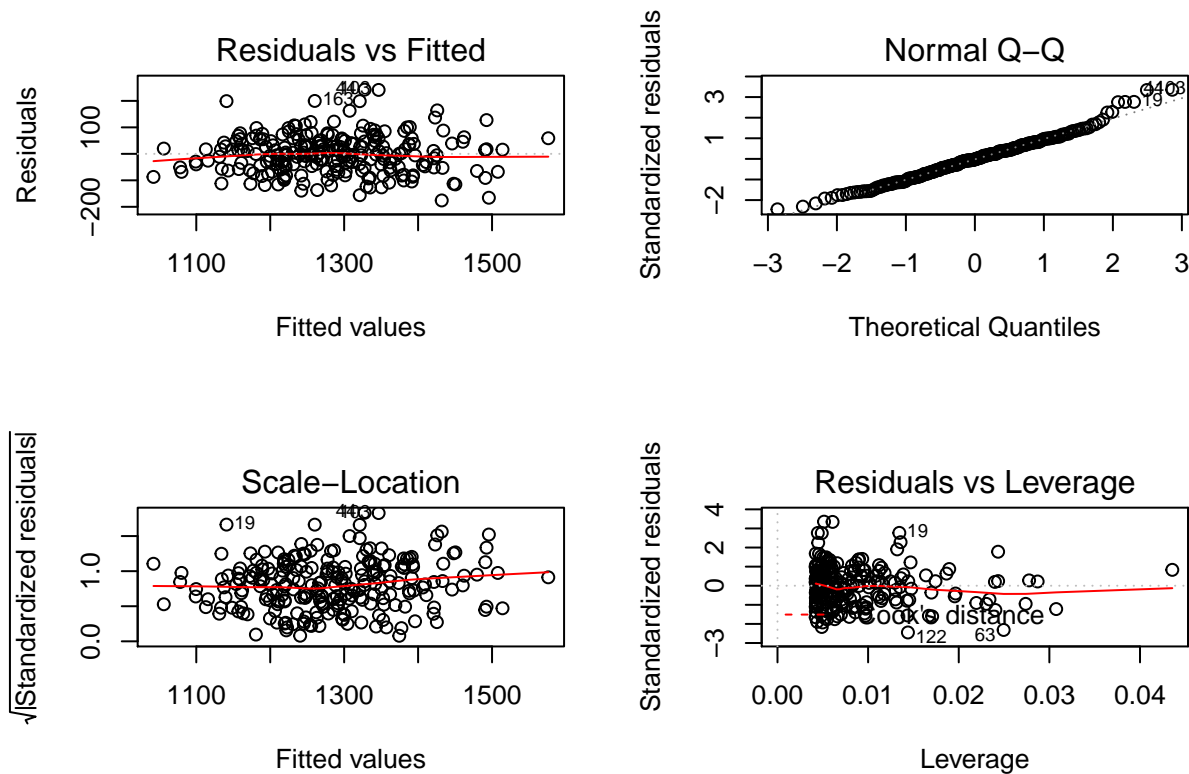 Residuals vs Fitted
Residuals
100
−200
163
1100 1300 1500
Fitted values
Normal Q−Q
Standardized residuals
3
1
−2
19
−3 −2 −1 0 1 2 3
Theoretical Quantiles
Scale−Location
√|Standardized residuals|
1.0
0.0
19
1100 1300 1500
Fitted values
Residuals vs Leverage
Standardized residuals
4
2
0
−3
19
Cook's distance
122
63
0.00 0.01 0.02 0.03 0.04
Leverage